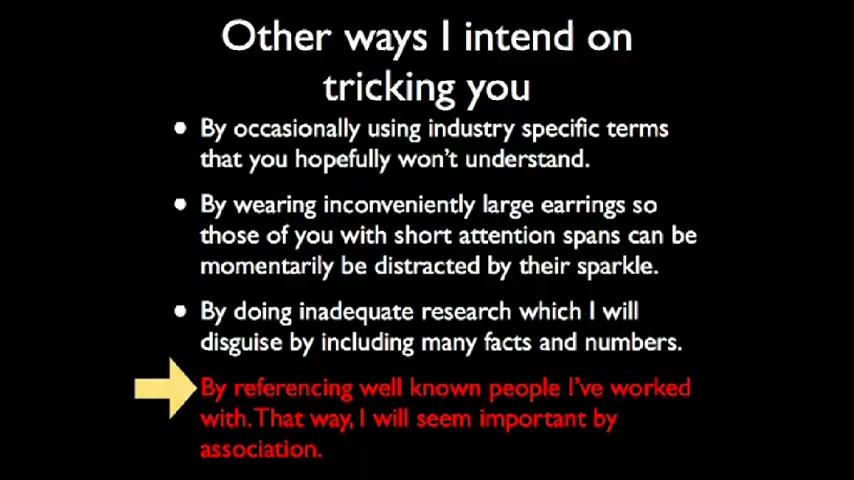 Other ways I intend on
tricking you
• By occasionally using industry specific terms
that you hopefully won't understand.
• By wearing inconveniently large earrings so
those of you with short attention spans can be
momentarily be distracted by their sparkle.
• By doing inadequate research which I will
disguise by including many facts and numbers.
By referencing well known people I've worked
with. That way, I will seem important by
association.